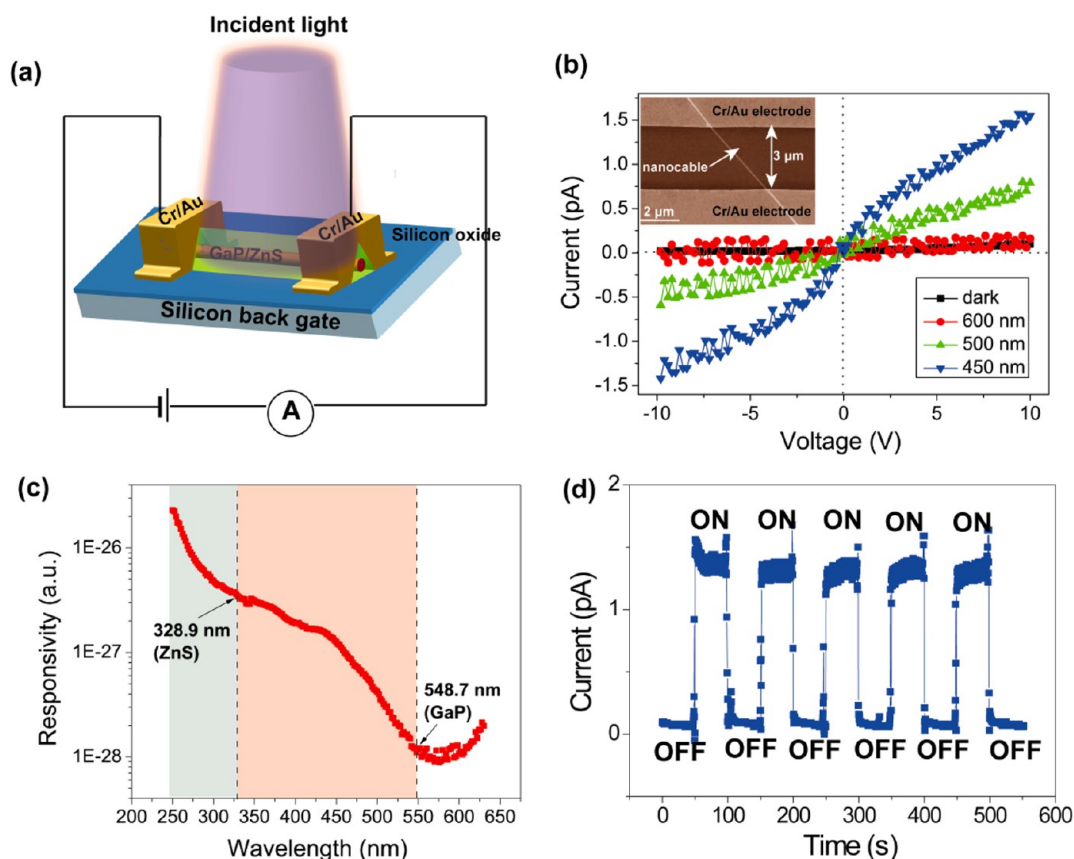 (a)
Incident light
Cr/Au
Cr/Au
Silicon oxide
GaP/ZnS
Silicon back gate
A
(b)
Current (pA)
1.5
1.0
0.5
0.0
-0.5
-1.0
-1.5
Cr/Au electrode
nanocable
3 μm
2 μm
Cr/Au electrode
dark
600 nm
500 nm
450 nm
-10
-5
0
5
10
Voltage (V)
(c)
Responsivity (a.u.)
1E-26
1E-27
1E-28
328.9 nm
(ZnS)
548.7 nm
(GaP)
200 250 300 350 400 450 500 550 600 650
Wavelength (nm)
(d)
Current (pA)
2
1
0
ON ON ON ON ON
OFF OFF OFF OFF OFF OFF
0 100 200 300 400 500 600
Time (s)